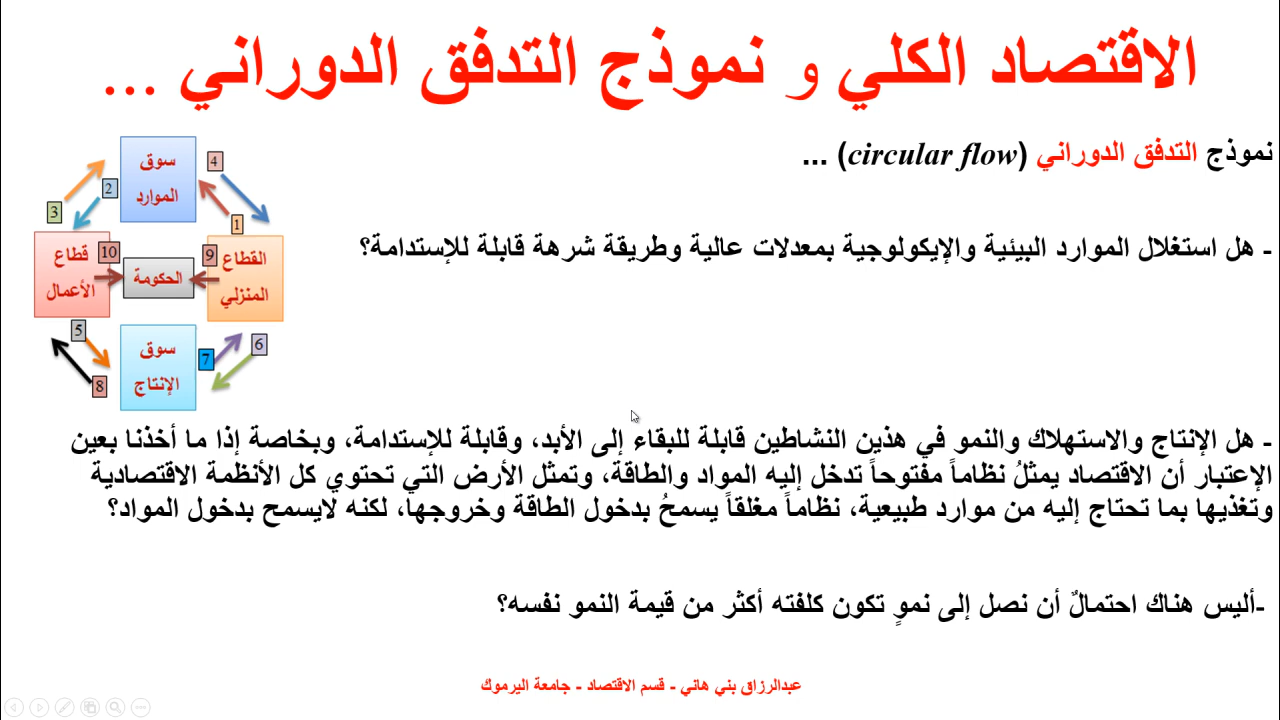 الاقتصاد الكلي و نموذج التدفق الدوراني ...
نموذج التدفق الدوراني (circular flow) ...
سوق
الموارد
4
2
3
1
قطاع
الأعمال
10
الحكومة
9
القطاع
المنزلي
5
سوق
الإنتاج
7
6
8
- هل استغلال الموارد البيئية والإيكولوجية بمعدلات عالية وطريقة شرهة قابلة للإستدامة؟
- هل الإنتاج والاستهلاك والنمو في هذين النشاطين قابلة للبقاء إلى الأبد، وقابلة للإستدامة، وبخاصة إذا ما أخذنا بعين
الإعتبار أن الاقتصاد يمثلُ نظاماً مفتوحاً تدخل إليه المواد والطاقة، وتمثل الأرض التي تحتوي كل الأنظمة الاقتصادية
وتغذيها بما تحتاج إليه من موارد طبيعية، نظاماً مغلقاً يسمحُ بدخول الطاقة وخروجها، لكنه لايسمح بدخول المواد؟
-أليس هناك احتمالٌ أن نصل إلى نموٍ تكون كلفته أكثر من قيمة النمو نفسه؟
عبدالرزاق بني هاني - قسم الاقتصاد - جامعة اليرموك